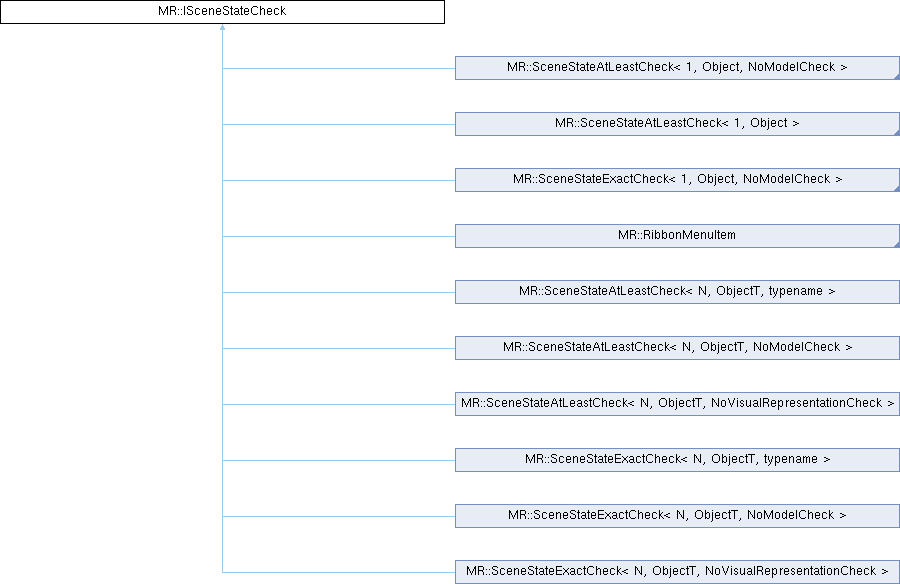 MR::ISceneStateCheck
MR::SceneStateAtLeastCheck< 1, Object, NoModelCheck >
MR::SceneStateAtLeastCheck< 1, Object >
MR::SceneStateExactCheck< 1, Object, NoModelCheck >
MR::RibbonMenuItem
MR::SceneStateAtLeastCheck< N, ObjectT, typename >
MR::SceneStateAtLeastCheck< N, ObjectT, NoModelCheck >
MR::SceneStateAtLeastCheck< N, ObjectT, NoVisualRepresentationCheck >
MR::SceneStateExactCheck< N, ObjectT, typename >
MR::SceneStateExactCheck< N, ObjectT, NoModelCheck >
MR::SceneStateExactCheck< N, ObjectT, NoVisualRepresentationCheck >